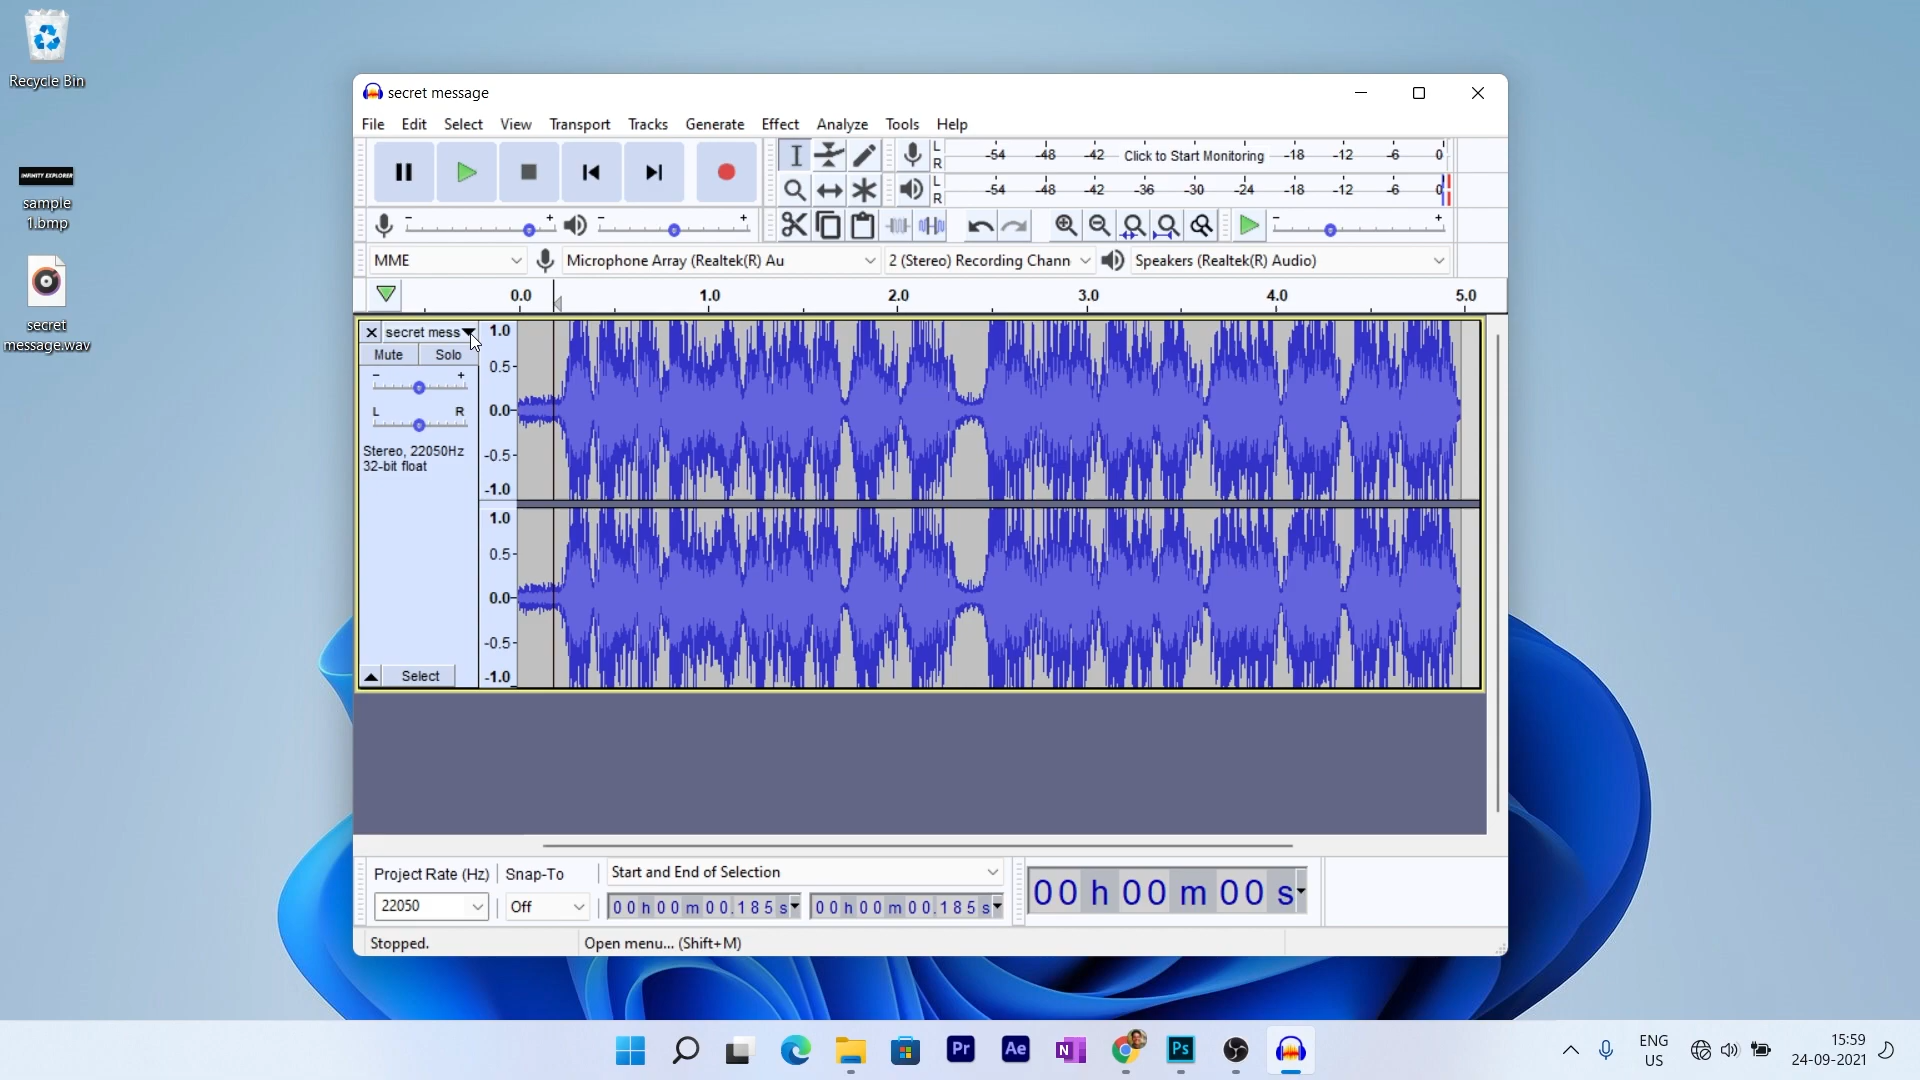 Recycle Bin
INFINITY EXPLORER
sample
1.bmp
secret
message.wav
secret message
File Edit Select View Transport Tracks Generate Effect Analyze Tools Help
L
R
-54 -48 -42 Click to Start Monitoring -18 -12 -6 0
L
R
-54 -48 -42 -36 -30 -24 -18 -12 -6 0
- + - + - +
MME Microphone Array (Realtek(R) Au 2 (Stereo) Recording Chann Speakers (Realtek(R) Audio)
0.0 1.0 2.0 3.0 4.0 5.0
secret mess
Mute Solo
- +
L R
Stereo, 22050Hz
32-bit float
Select
1.0
0.5
0.0
-0.5
-1.0
1.0
0.5
0.0
-0.5
-1.0
Project Rate (Hz) Snap-To Start and End of Selection
22050 Off 00h00m00.185s 00h00m00.185s 00h00m00s
Stopped. Open menu... (Shift+M)
Pr Ae N Ps
ENG
US
15:59
24-09-2021